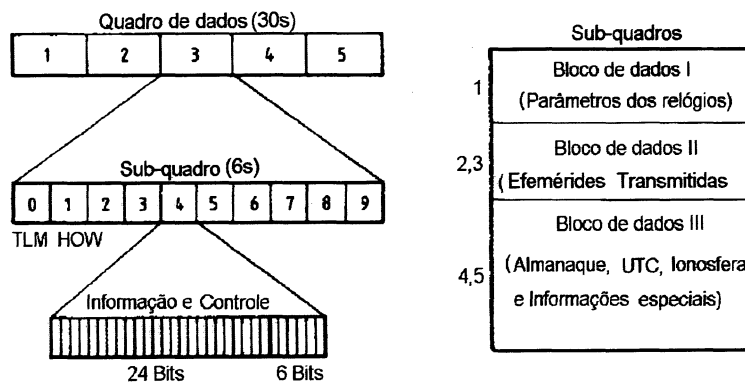 Quadro de dados (30s)
1 2 3 4 5
Sub-quadro (6s)
0 1 2 3 4 5 6 7 8 9
TLM HOW
Informação e Controle
24 Bits 6 Bits
Sub-quadros
1
Bloco de dados I
(Parâmetros dos relógios)
2,3
Bloco de dados II
(Efemérides Transmitidas
4,5
Bloco de dados III
(Almanaque, UTC, Ionosfera
e Informações especiais)